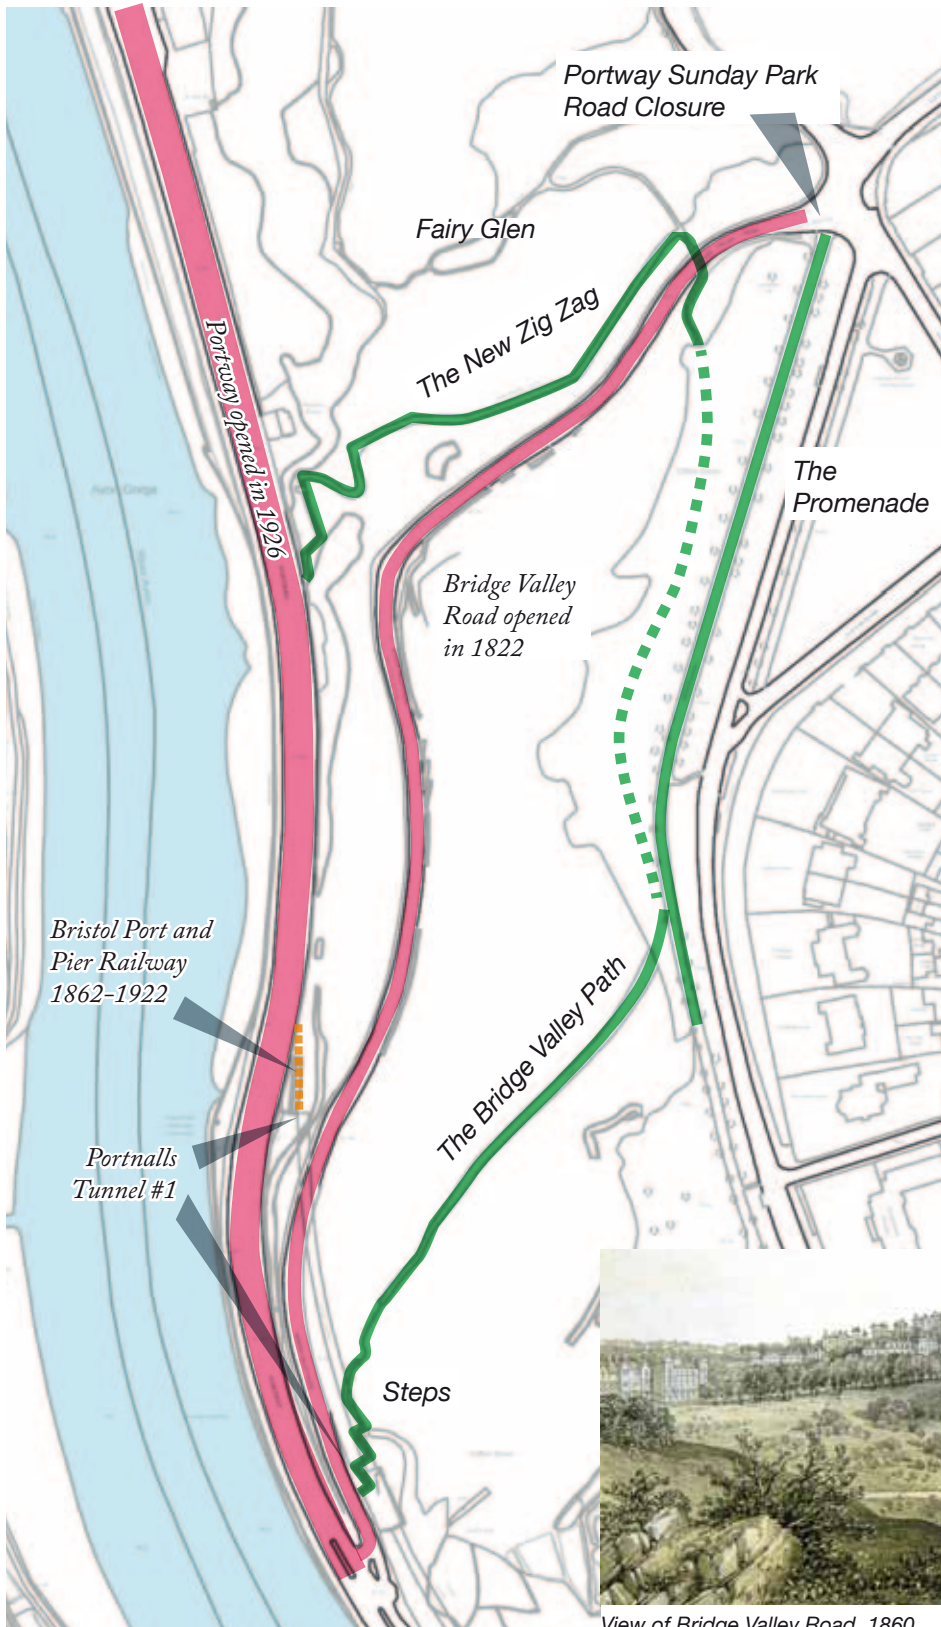 Portway Sunday Park
Road Closure
Fairy Glen
The New Zig Zag
Portway opened in 1926
The
Promenade
Bridge Valley
Road opened
in 1822
Bristol Port and
Pier Railway
1862–1922
The Bridge Valley Path
Portnalls
Tunnel #1
Steps
View of Bridge Valley Road, 1860